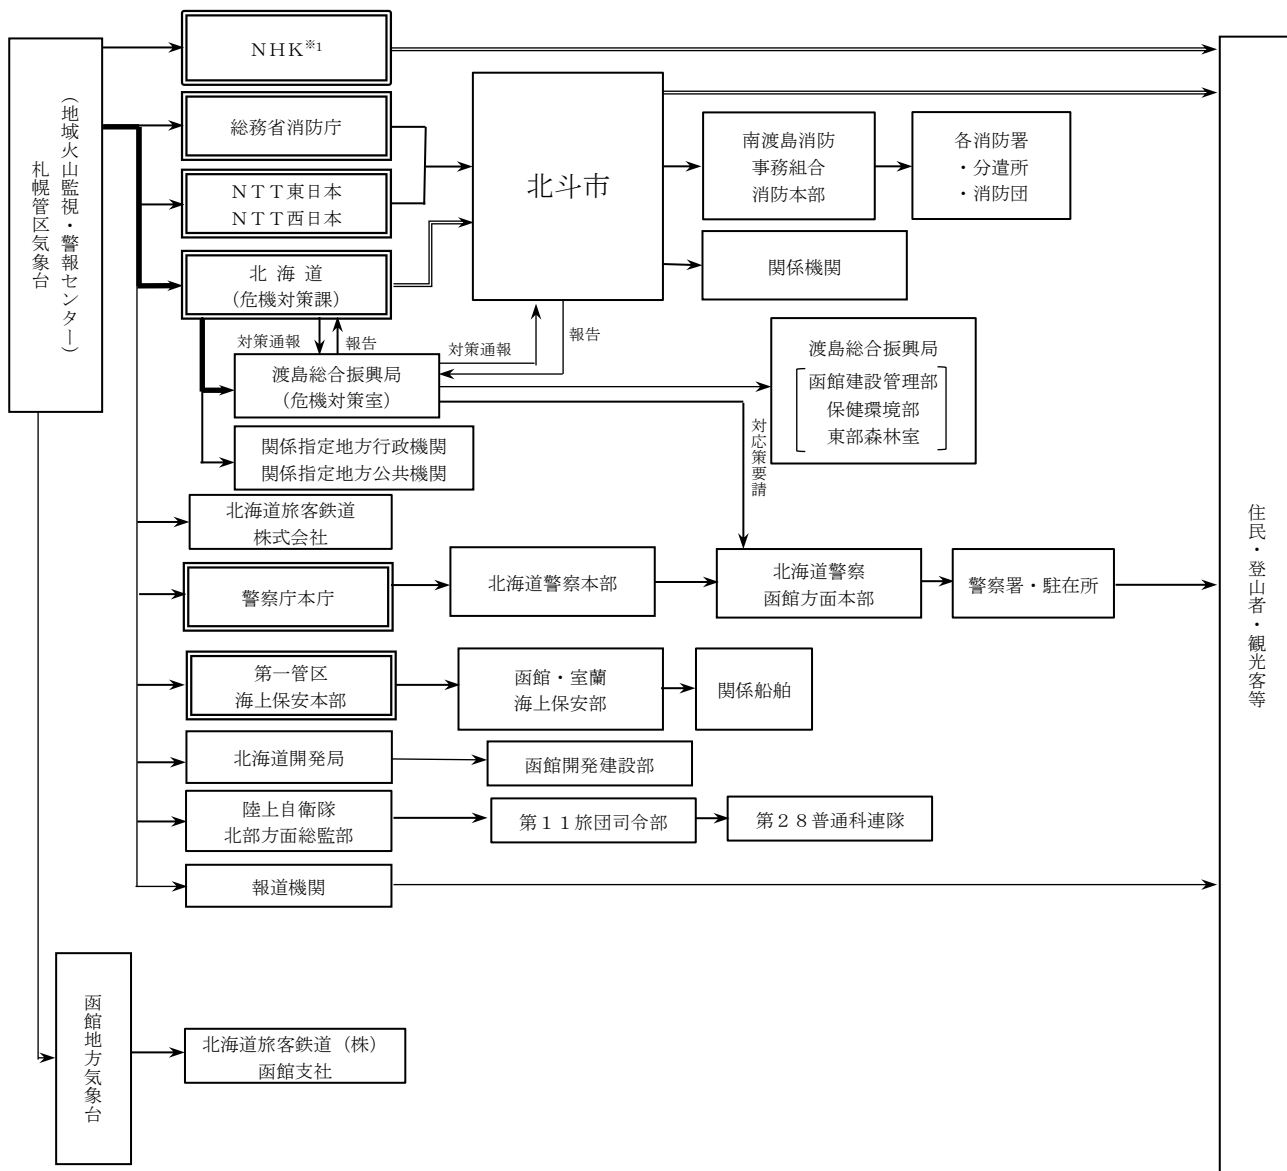 札幌管区気象台
(地域火山監視・警報センター)
ＮＨＫ※1
総務省消防庁
ＮＴＴ東日本
ＮＴＴ西日本
北 海 道
(危機対策課)
北斗市
南渡島消防
事務組合
消防本部
各消防署
・分遣所
・消防団
関係機関
対策通報
報告
対策通報
報告
渡島総合振興局
(危機対策室)
渡島総合振興局
函館建設管理部
保健環境部
東部森林室
対応策要請
関係指定地方行政機関
関係指定地方公共機関
北海道旅客鉄道
株式会社
警察庁本庁
北海道警察本部
北海道警察
函館方面本部
警察署・駐在所
第一管区
海上保安本部
函館・室蘭
海上保安部
関係船舶
北海道開発局
函館開発建設部
陸上自衛隊
北部方面総監部
第１１旅団司令部
第２８普通科連隊
報道機関
住民・登山者・観光客等
函館地方気象台
北海道旅客鉄道（株）
函館支社